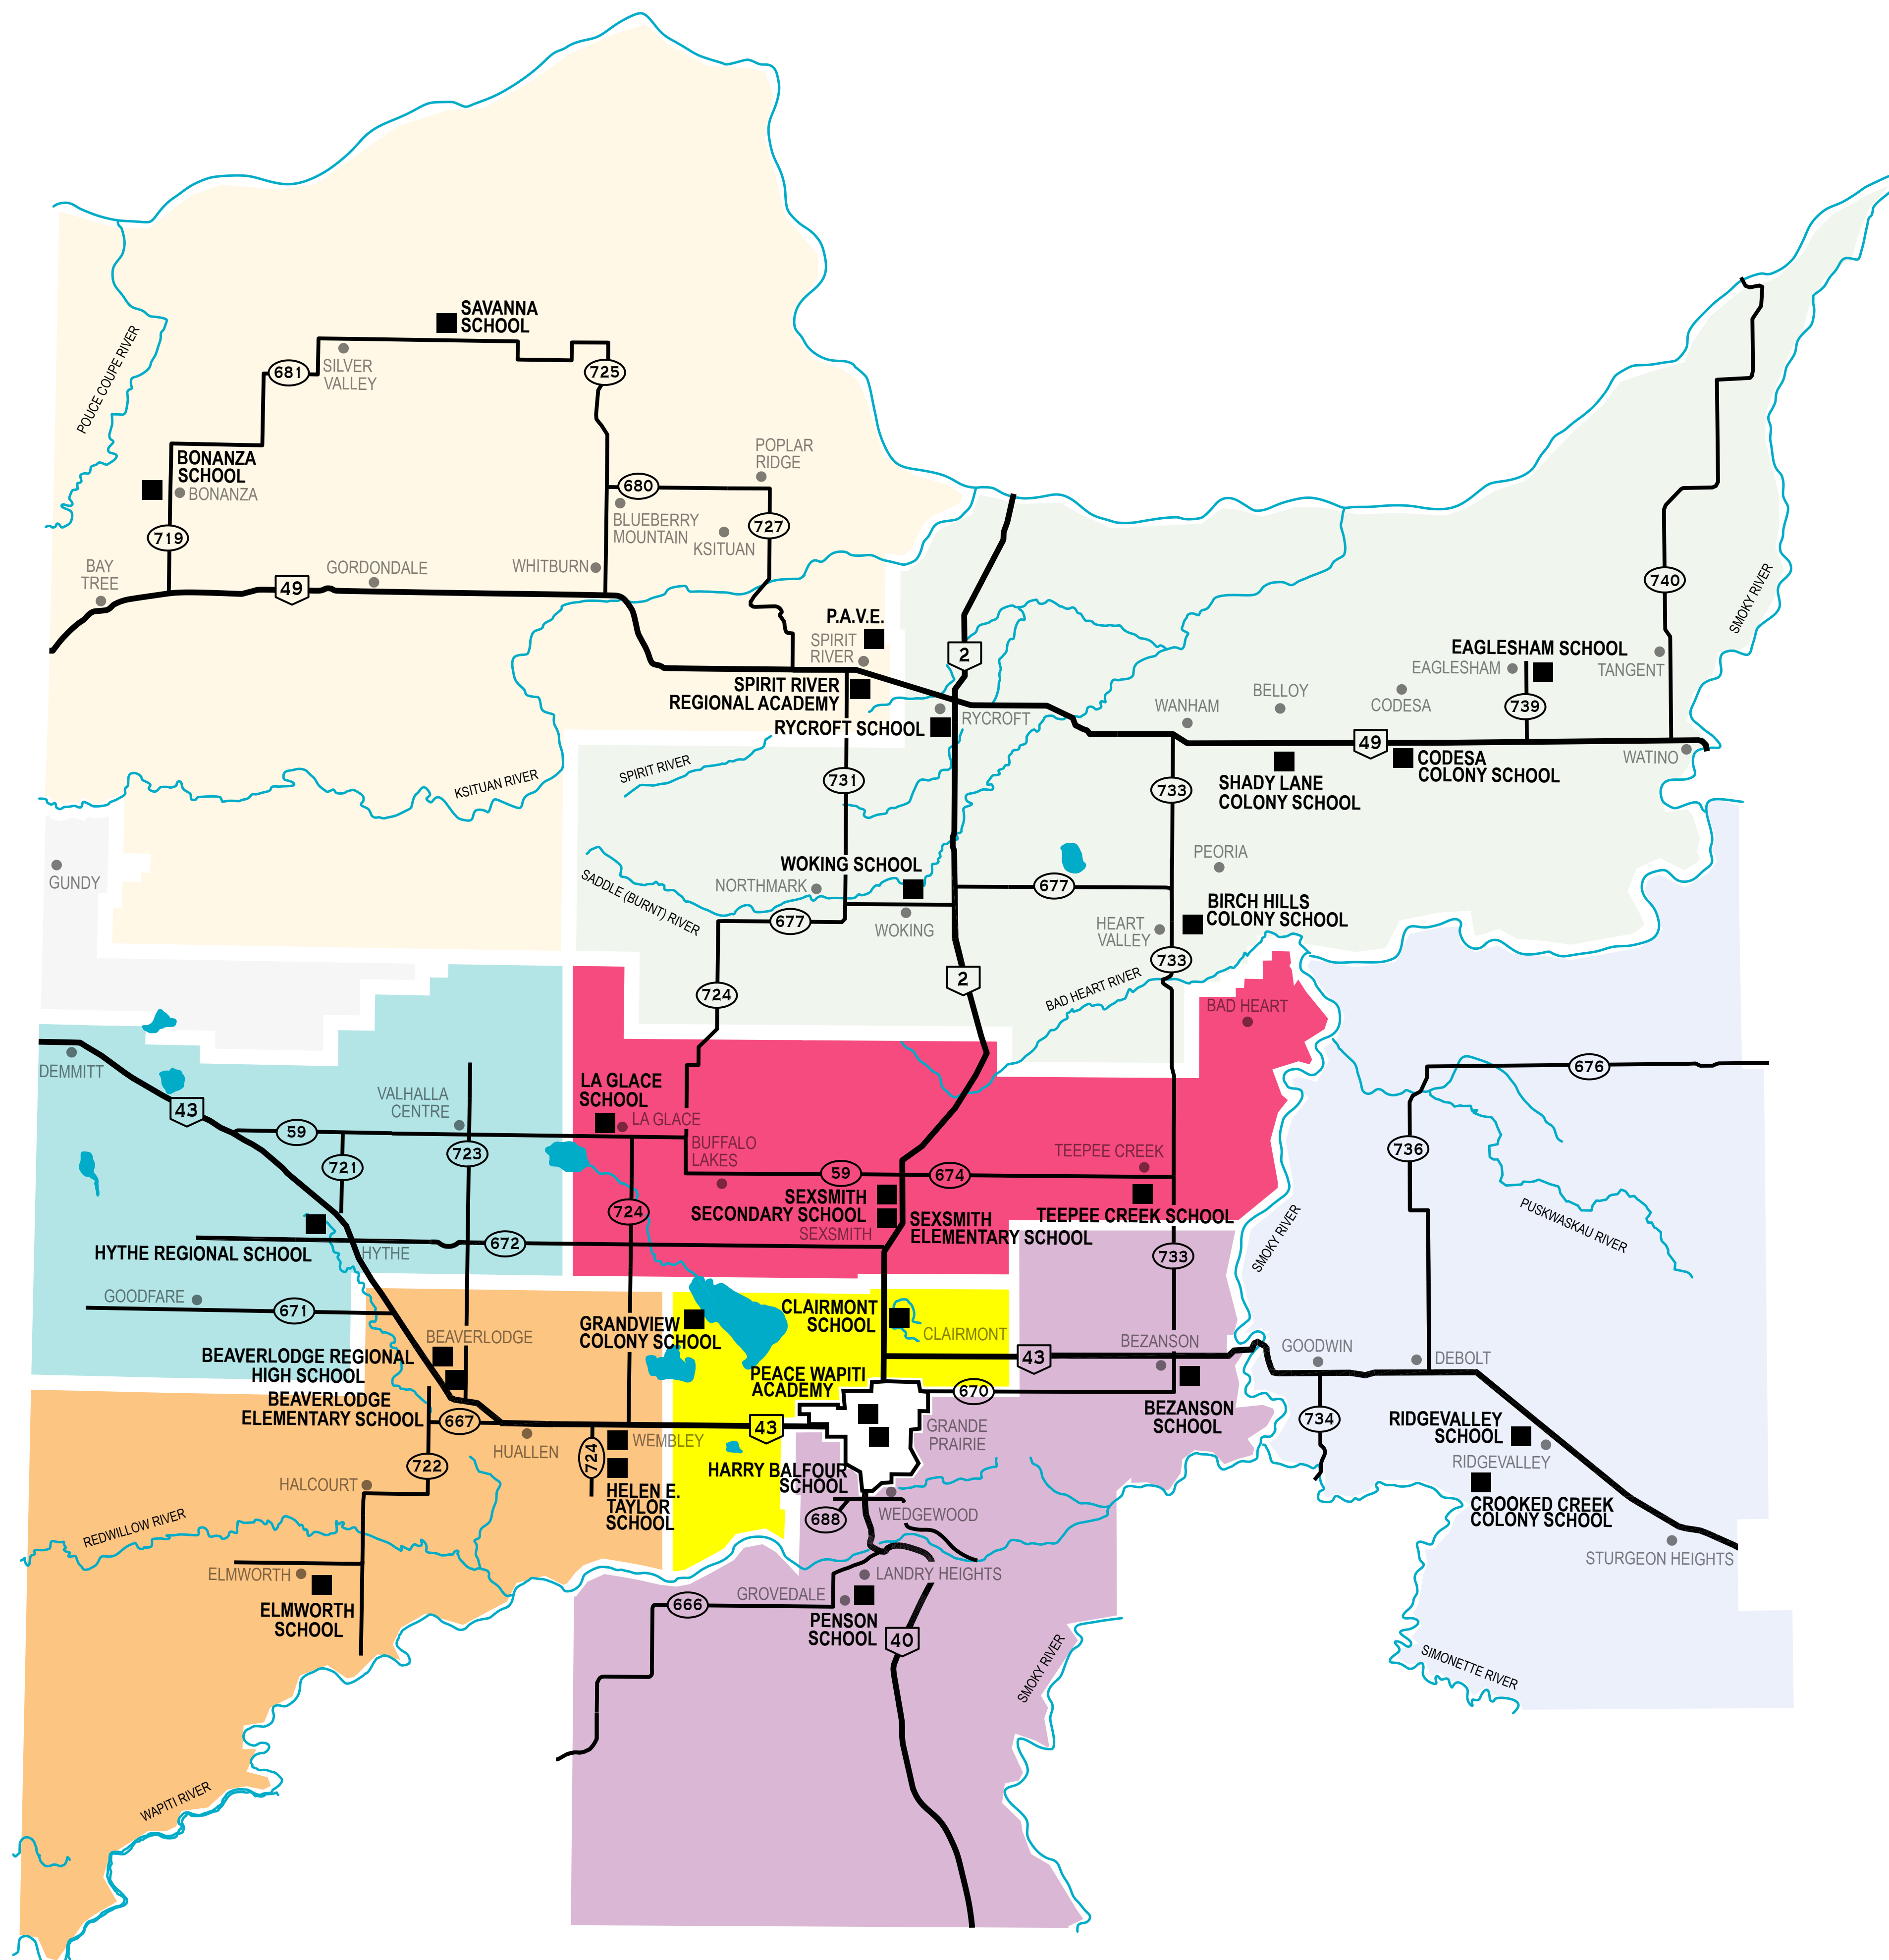 SAVANNA
SCHOOL
POUCE COUPE RIVER
681
SILVER
VALLEY
725
BONANZA
SCHOOL
BONANZA
POPLAR
RIDGE
680
BLUEBERRY
MOUNTAIN
727
KSITUAN
719
BAY
TREE
49
GORDONDALE
WHITBURN
740
SMOKY RIVER
P.A.V.E.
SPIRIT
RIVER
2
EAGLESHAM SCHOOL
EAGLESHAM
TANGENT
SPIRIT RIVER
REGIONAL ACADEMY
RYCROFT SCHOOL
RYCROFT
WANHAM
BELLOY
CODESA
739
49
WATINO
SPIRIT RIVER
KSITUAN RIVER
731
733
SHADY LANE
COLONY SCHOOL
CODESA
COLONY SCHOOL
GUNDY
WOKING SCHOOL
NORTHMARK
SADDLE (BURNT) RIVER
677
WOKING
677
PEORIA
BIRCH HILLS
COLONY SCHOOL
HEART
VALLEY
733
724
2
BAD HEART RIVER
BAD HEART
DEMMITT
43
VALHALLA
CENTRE
LA GLACE
SCHOOL
LA GLACE
676
59
721
723
BUFFALO
LAKES
59
674
TEEPEE CREEK
736
724
SEXSMITH
SECONDARY SCHOOL
SEXSMITH
SEXSMITH
ELEMENTARY SCHOOL
TEEPEE CREEK SCHOOL
SMOKY RIVER
PUSKWASKAU RIVER
HYTHE REGIONAL SCHOOL
HYTHE
672
733
GOODFARE
671
BEAVERLODGE
GRANDVIEW
COLONY SCHOOL
CLAIRMONT
SCHOOL
CLAIRMONT
BEZANSON
43
GOODWIN
DEBOLT
BEAVERLODGE REGIONAL
HIGH SCHOOL
BEAVERLODGE
ELEMENTARY SCHOOL
PEACE WAPITI
ACADEMY
670
BEZANSON
SCHOOL
667
HUALLEN
724
WEMBLEY
43
GRANDE
PRAIRIE
734
RIDGEVALLEY
SCHOOL
RIDGEVALLEY
722
HALCOURT
HELEN E.
TAYLOR
SCHOOL
HARRY BALFOUR
SCHOOL
WEDGEWOOD
688
CROOKED CREEK
COLONY SCHOOL
REDWILLOW RIVER
STURGEON HEIGHTS
ELMWORTH
ELMWORTH
SCHOOL
LANDRY HEIGHTS
GROVEDALE
666
PENSON
SCHOOL
40
SMOKY RIVER
SIMONETTE RIVER
WAPITI RIVER